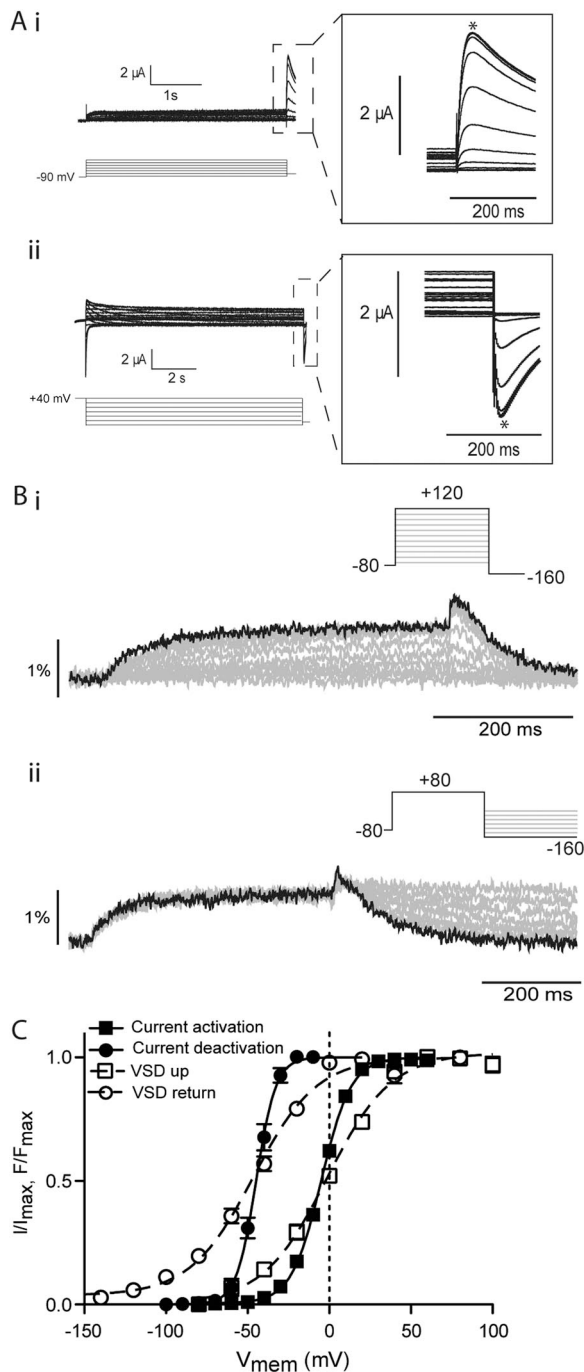 A i
2 µA
1s
-90 mV
*
2 µA
200 ms
ii
2 µA
2 s
+40 mV
2 µA
*
200 ms
B i
+120
-80
-160
1%
200 ms
ii
+80
-80
-160
1%
200 ms
C
Current activation
Current deactivation
VSD up
VSD return
I/Imax, F/Fmax
1.0
0.5
0.0
-150 -100 -50 0 50 100
Vmem (mV)